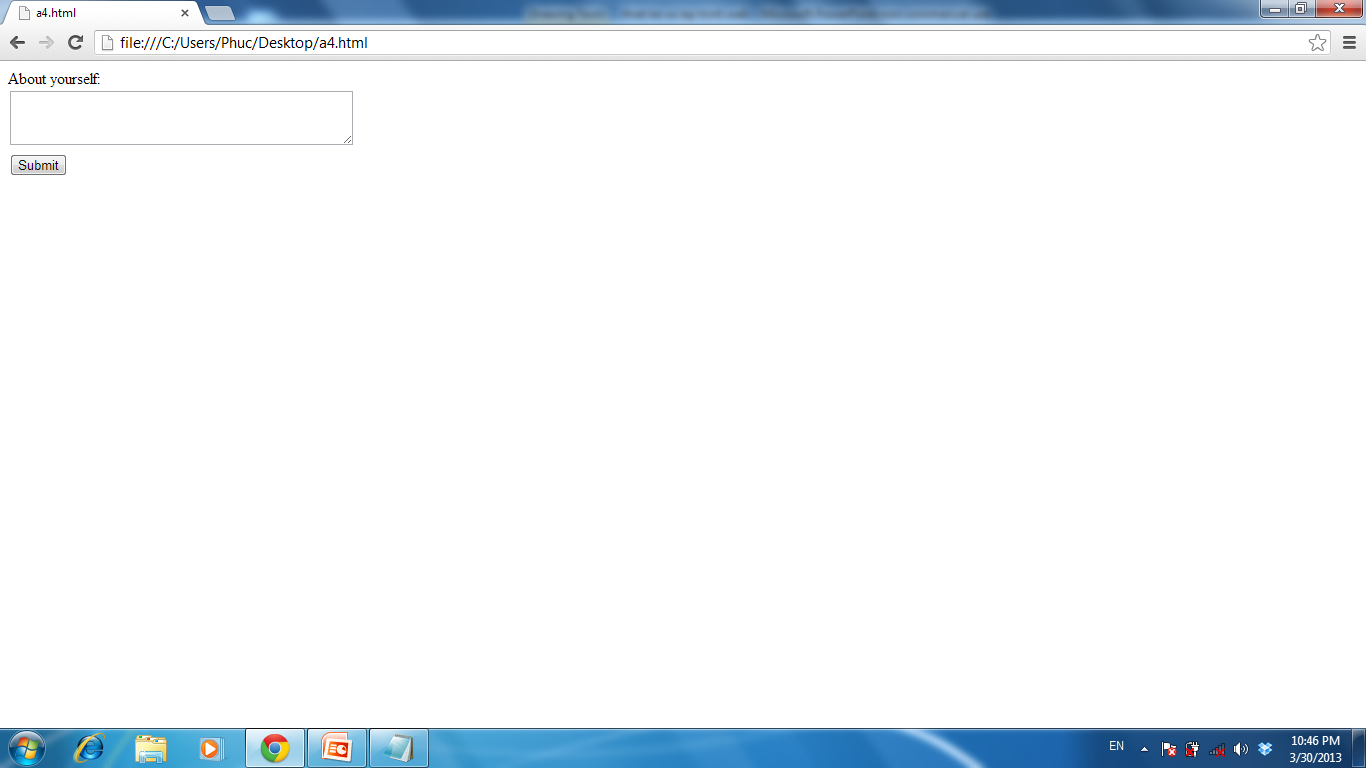 a4.html
file:///C:/Users/Phuc/Desktop/a4.html
About yourself:
Submit
EN
10:46 PM
3/30/2013